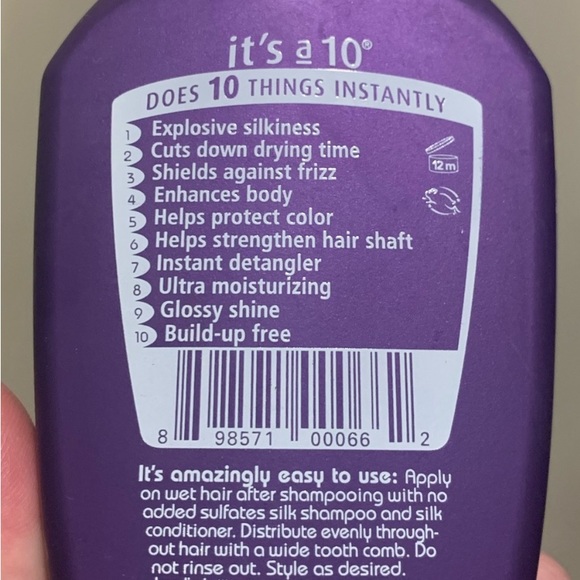 it's a 10®
DOES 10 THINGS INSTANTLY
1 Explosive silkiness
2 Cuts down drying time
3 Shields against frizz
4 Enhances body
5 Helps protect color
6 Helps strengthen hair shaft
7 Instant detangler
8 Ultra moisturizing
9 Glossy shine
10 Build-up free
12 m
8 98571 00066 2
It's amazingly easy to use: Apply
on wet hair after shampooing with no
added sulfates silk shampoo and silk
conditioner. Distribute evenly through-
out hair with a wide tooth comb. Do
not rinse out. Style as desired.